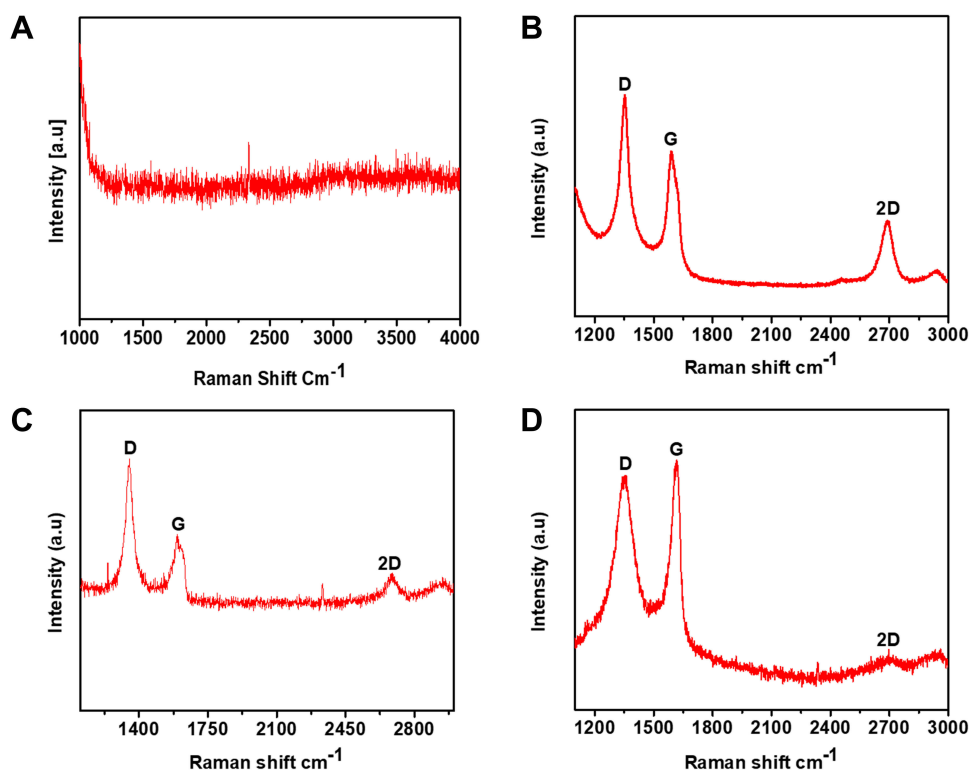 A
Intensity [a.u]
1000 1500 2000 2500 3000 3500 4000
Raman Shift Cm-1
B
D
G
2D
Intensity (a.u)
1200 1500 1800 2100 2400 2700 3000
Raman shift cm-1
C
D
G
2D
Intensity (a.u)
1400 1750 2100 2450 2800
Raman shift cm-1
D
D
G
2D
Intensity (a.u)
1200 1500 1800 2100 2400 2700 3000
Raman shift cm-1